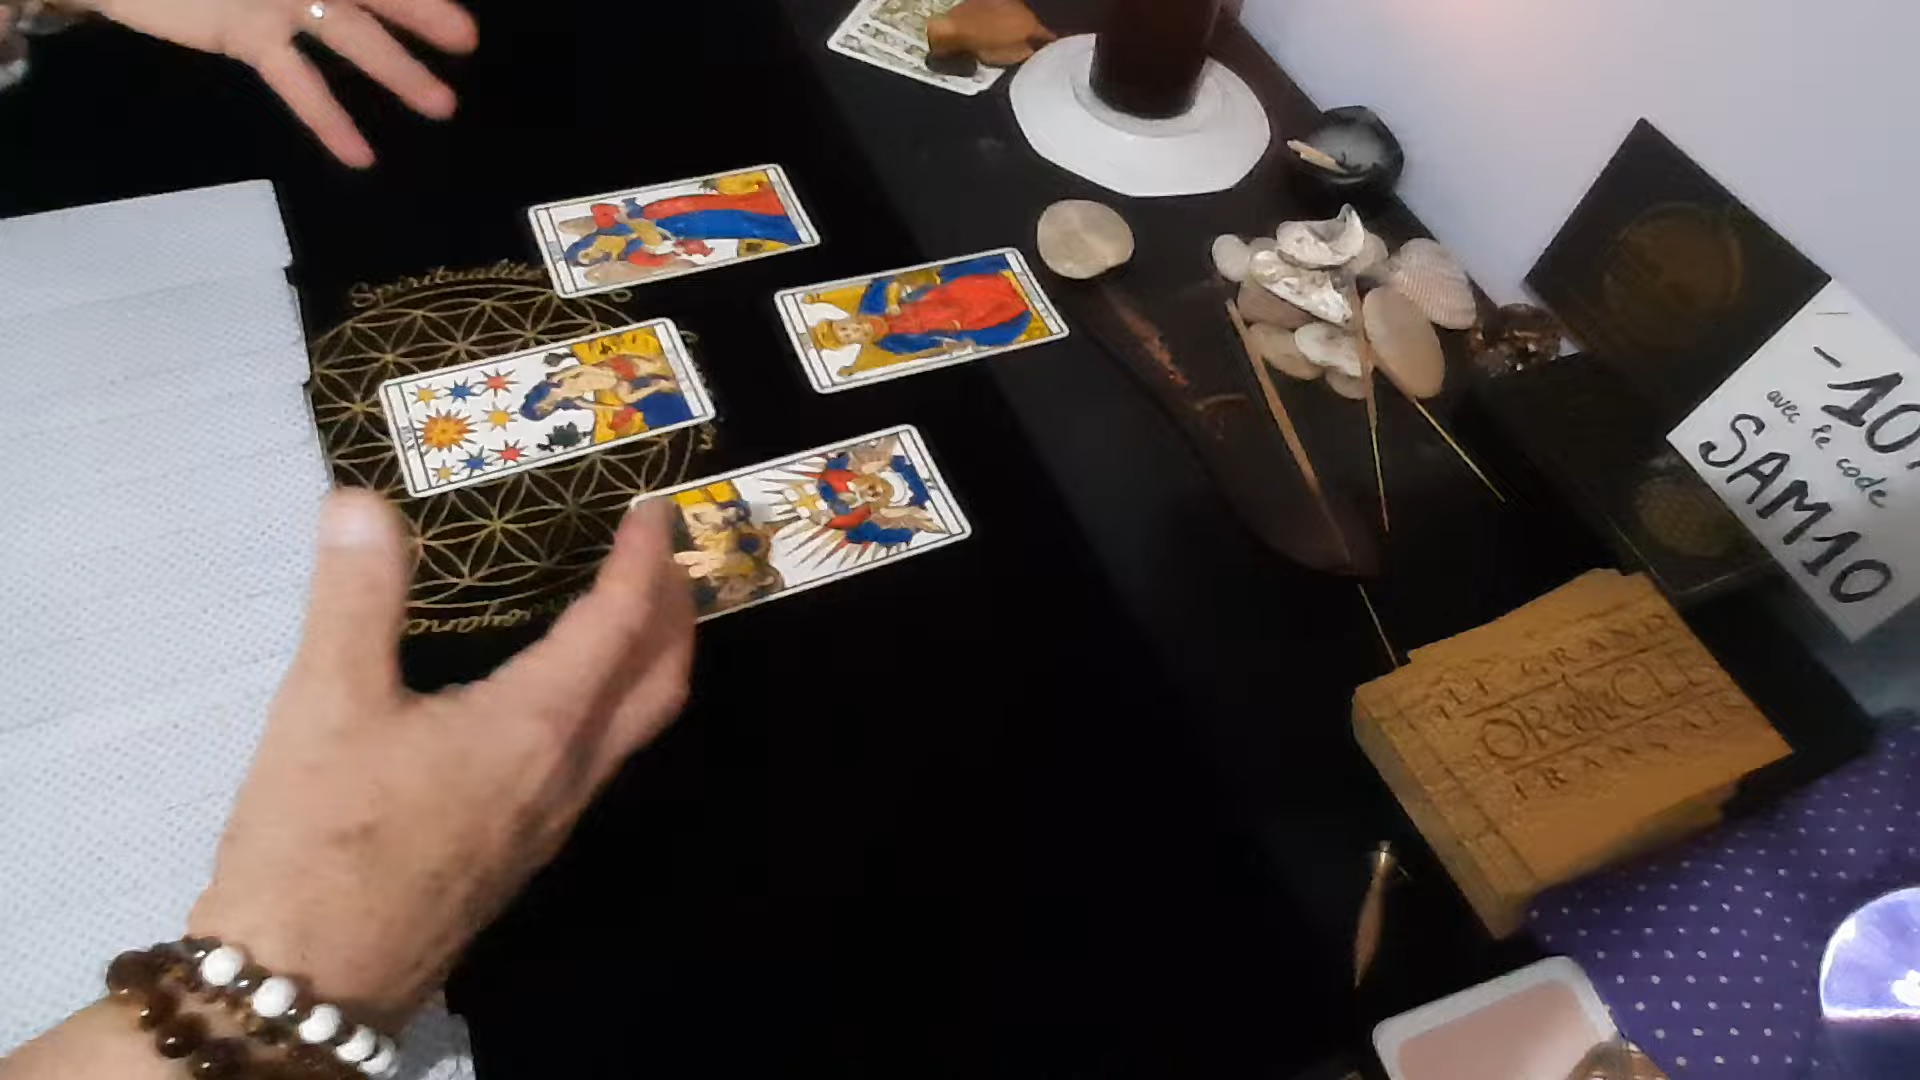 Spiritualité
-10%
avec le code
SAM10
LE GRAND
ORACLE
FRANÇAIS